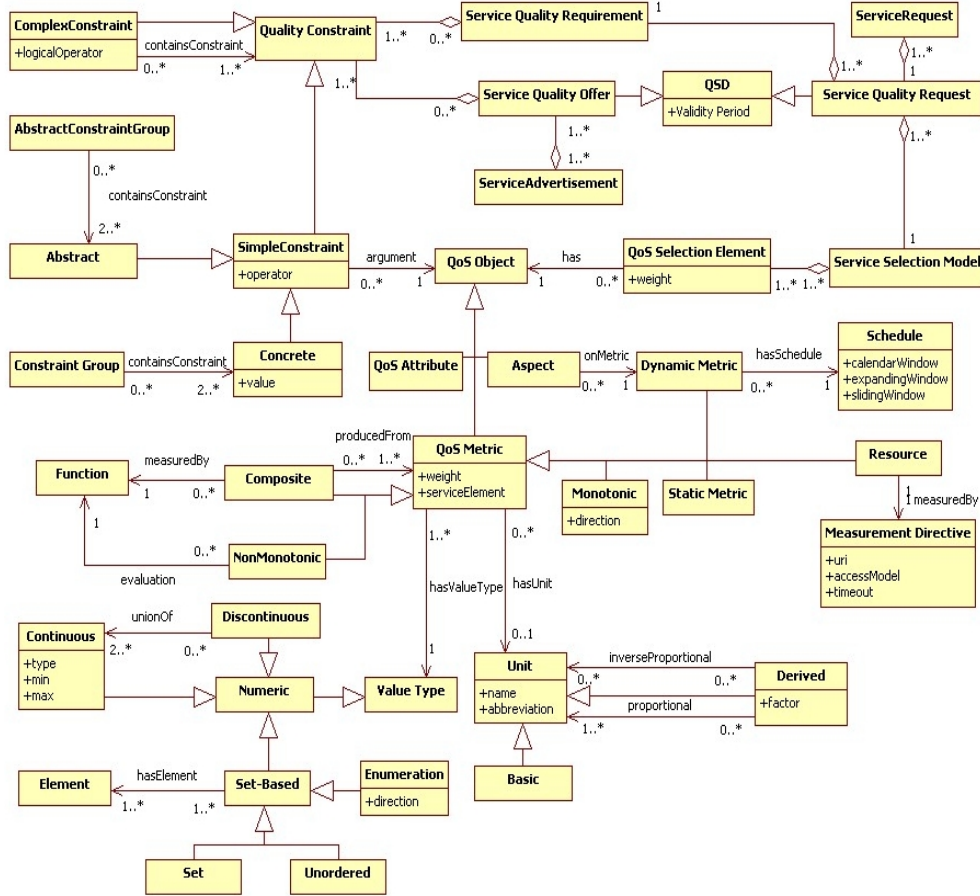 ComplexConstraint
+logicalOperator
containsConstraint
0..*
1..*
Quality Constraint
1..*
0..*
Service Quality Requirement
1
1..*
ServiceRequest
1..*
1
1..*
0..*
Service Quality Offer
QSD
+Validity Period
Service Quality Request
1..*
1..*
1..*
ServiceAdvertisement
AbstractConstraintGroup
0..*
containsConstraint
2..*
Abstract
SimpleConstraint
+operator
argument
0..*
1
QoS Object
has
1
0..*
QoS Selection Element
+weight
1..*
1..*
1
Service Selection Model
Constraint Group
containsConstraint
0..*
2..*
Concrete
+value
QoS Attribute
Aspect
onMetric
0..*
1
Dynamic Metric
hasSchedule
0..*
1
Schedule
+calendarWindow
+expandingWindow
+slidingWindow
producedFrom
0..*
1..*
QoS Metric
+weight
+serviceElement
Function
measuredBy
1
0..*
Composite
Monotonic
+direction
Static Metric
Resource
1
1
measuredBy
Measurement Directive
+uri
+accessModel
+timeout
1
0..*
NonMonotonic
evaluation
1..*
0..*
hasValueType
hasUnit
1
0..1
Continuous
+type
+min
+max
unionOf
2..*
0..*
Discontinuous
Numeric
Value Type
Unit
+name
+abbreviation
inverseProportional
0..*
0..*
proportional
1..*
0..*
Derived
+factor
Basic
Element
hasElement
1..*
1..*
Set-Based
Enumeration
+direction
Set
Unordered